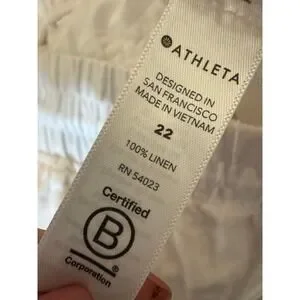 ATHLETA
DESIGNED IN
SAN FRANCISCO
MADE IN VIETNAM
22
100% LINEN
RN 54023
Certified
B
®
Corporation